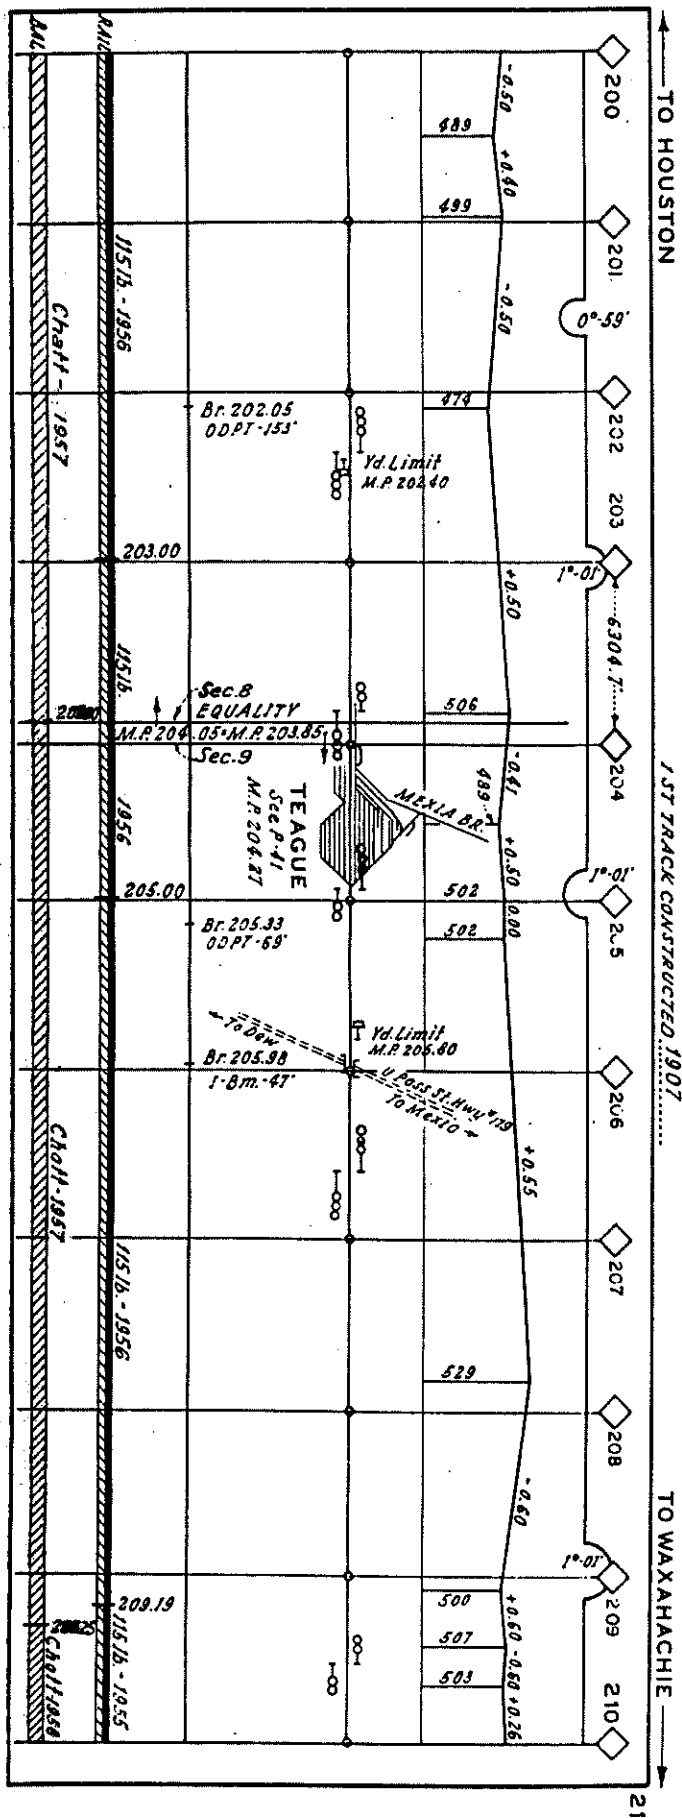 TO HOUSTON
1ST TRACK CONSTRUCTED 1907
TO WAXAHACHIE
200
201
202
203
204
205
206
207
208
209
210
21
0°-59'
1°-01'
6304.7'
1°-01'
1°-01'
-0.50
+0.40
-0.50
+0.50
-0.41
+0.50
0.00
+0.55
-0.60
+0.60
-0.60
+0.26
489
499
474
506
489
502
502
529
500
507
503
Yd. Limit
M.P. 202.40
MEXIA BR.
TEAGUE
See P-41
M.P. 204.87
Yd. Limit
M.P. 205.60
U Pass St. Hwy #179
To Dew
To Mexia
Br. 202.05
ODPT-153'
Sec. 8
EQUALITY
M.P. 204.05=M.P. 203.85
Sec. 9
Br. 205.33
ODPT-69'
Br. 205.98
1-Bm.-47'
RAIL
115 lb. - 1956
203.00
115 lb.
1956
205.00
115 lb. - 1956
209.19
115 lb. - 1955
BAL
Chatt - 1957
Chatt - 1957
Chatt - 1958